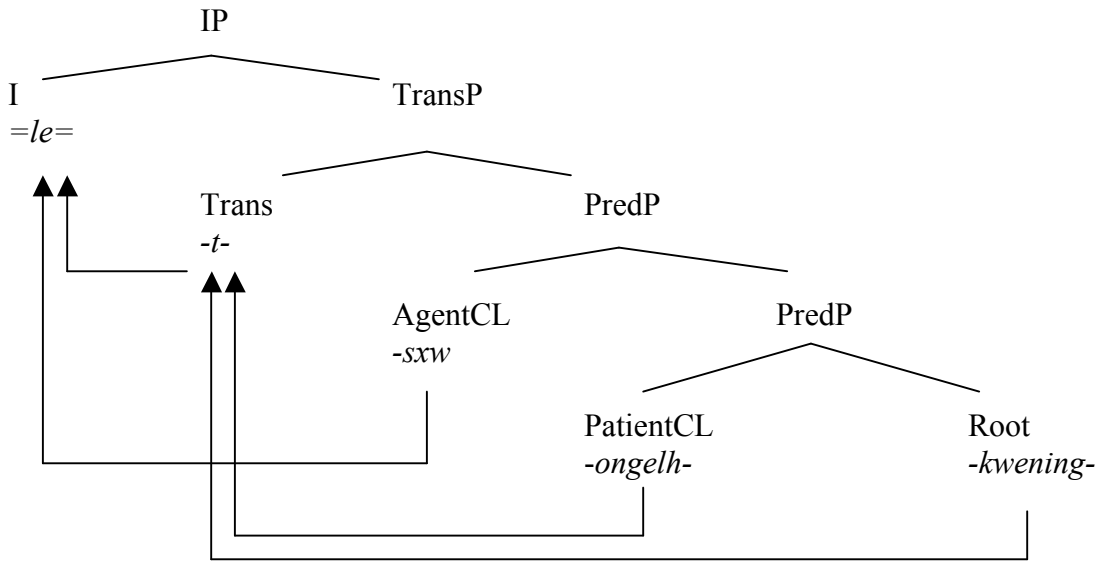 IP
I TransP
=le=
Trans PredP
-t-
AgentCL PredP
-sxw
PatientCL Root
-ongelh- -kwening-